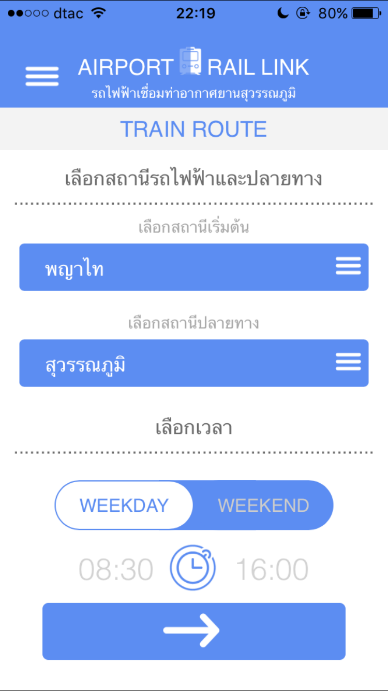 dtac 22:19 80%
AIRPORT RAIL LINK
รถไฟฟ้าเชื่อมท่าอากาศยานสุวรรณภูมิ
TRAIN ROUTE
เลือกสถานีรถไฟฟ้าและปลายทาง
เลือกสถานีเริ่มต้น
พญาไท
เลือกสถานีปลายทาง
สุวรรณภูมิ
เลือกเวลา
WEEKDAY WEEKEND
08:30 16:00